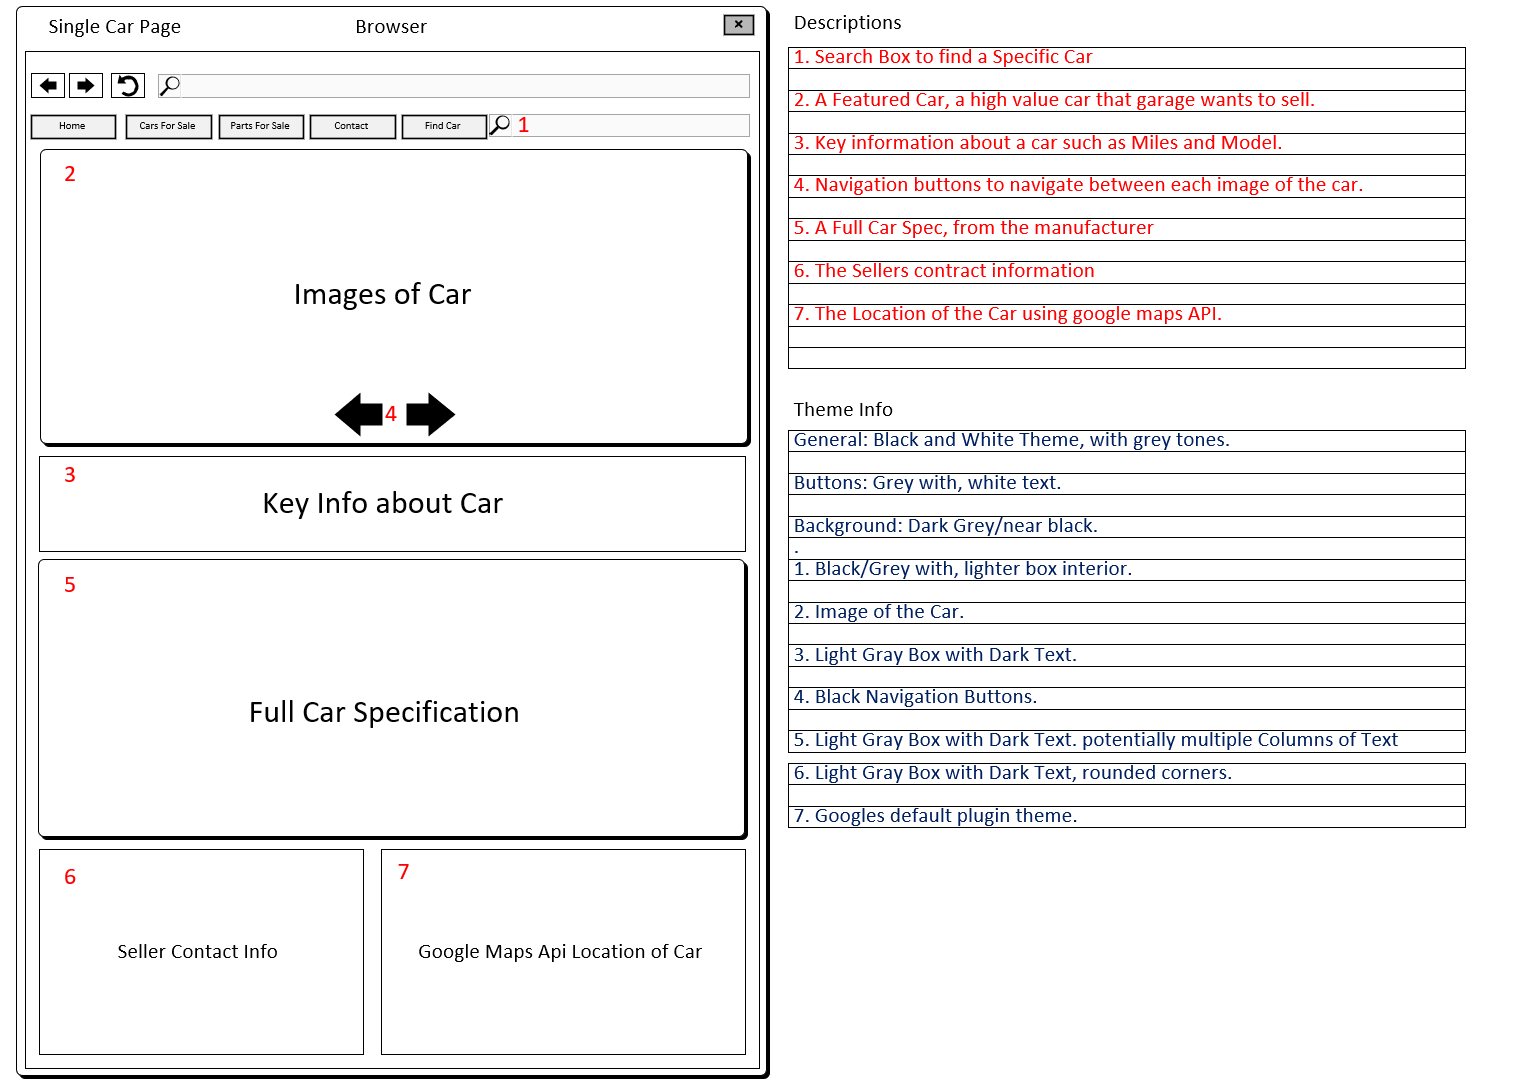 Single Car Page
Browser
Home
Cars For Sale
Parts For Sale
Contact
Find Car
1
2
Images of Car
4
3
Key Info about Car
5
Full Car Specification
6
Seller Contact Info
7
Google Maps Api Location of Car
Descriptions
1. Search Box to find a Specific Car
2. A Featured Car, a high value car that garage wants to sell.
3. Key information about a car such as Miles and Model.
4. Navigation buttons to navigate between each image of the car.
5. A Full Car Spec, from the manufacturer
6. The Sellers contract information
7. The Location of the Car using google maps API.
Theme Info
General: Black and White Theme, with grey tones.
Buttons: Grey with, white text.
Background: Dark Grey/near black.
.
1. Black/Grey with, lighter box interior.
2. Image of the Car.
3. Light Gray Box with Dark Text.
4. Black Navigation Buttons.
5. Light Gray Box with Dark Text. potentially multiple Columns of Text
6. Light Gray Box with Dark Text, rounded corners.
7. Googles default plugin theme.